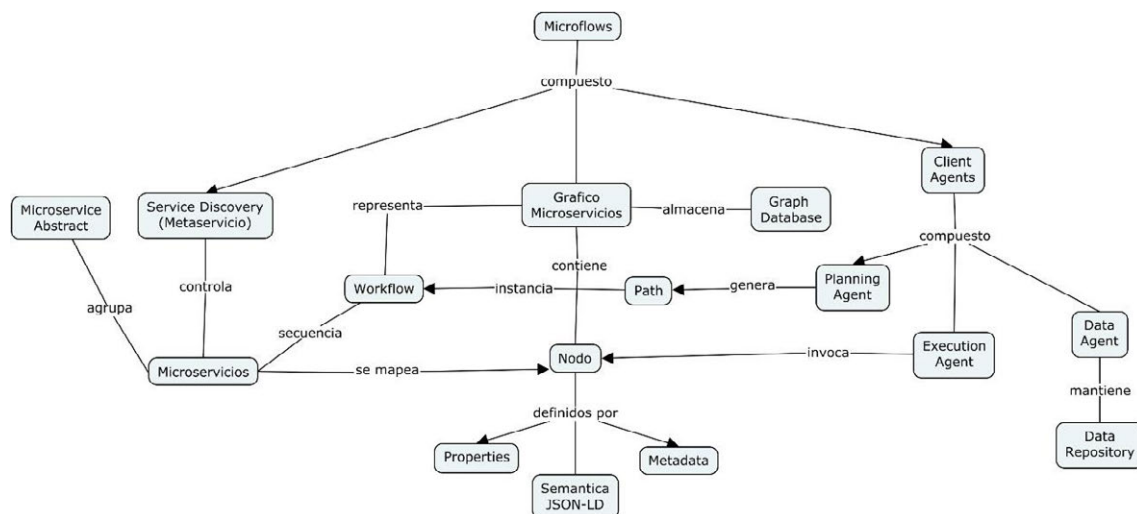 Microflows
compuesto
Client
Agents
Microservice
Abstract
Service Discovery
(Metaservicio)
representa
Grafico
Microservicios
almacena
Graph
Database
compuesto
agrupa
controla
Workflow
instancia
contiene
Path
genera
Planning
Agent
secuencia
Data
Agent
Microservicios
se mapea
Nodo
invoca
Execution
Agent
mantiene
definidos por
Properties
Metadata
Data
Repository
Semantica
JSON-LD